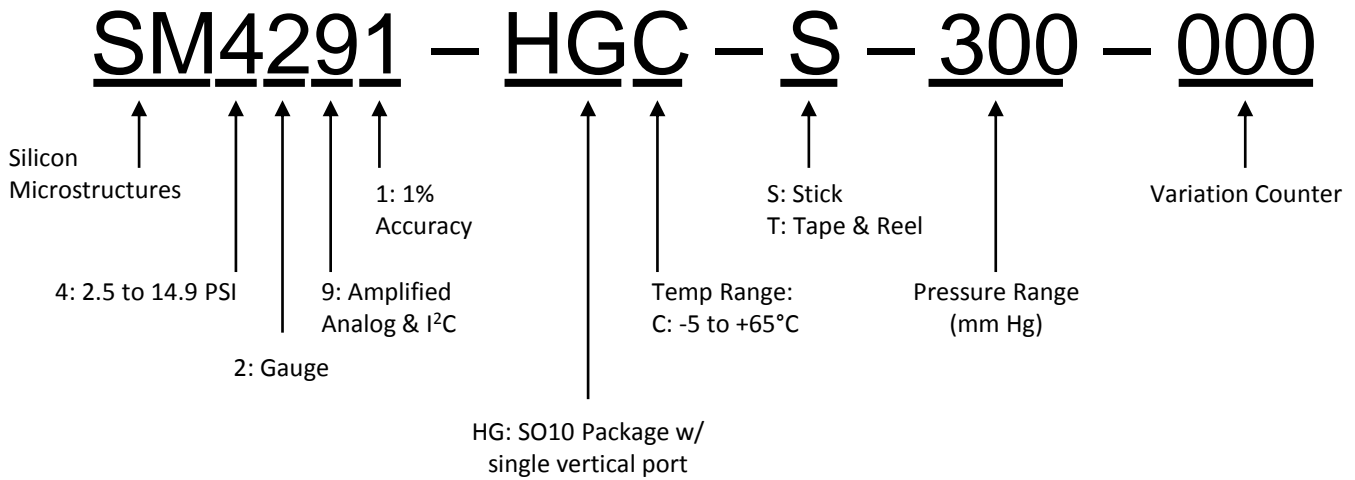 SM4291 – HGC – S – 300 – 000
Silicon
Microstructures
1: 1%
Accuracy
S: Stick
T: Tape & Reel
Variation Counter
4: 2.5 to 14.9 PSI
9: Amplified
Analog & I²C
Temp Range:
C: -5 to +65°C
Pressure Range
(mm Hg)
2: Gauge
HG: SO10 Package w/
single vertical port